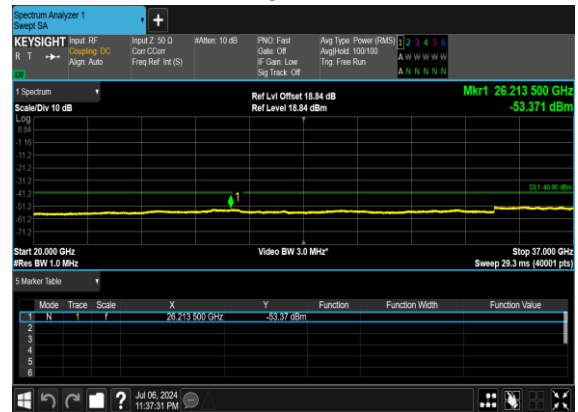 Spectrum Analyzer 1
Swept SA
KEYSIGHT Input: RF Input Z: 50 Ω #Atten: 10 dB PNO: Fast Avg Type: Power (RMS) 1 2 3 4 5 6
R T Coupling: DC Corr CCorr Gate: Off Avg|Hold: 100/100 A W W W W W
Align: Auto Freq Ref: Int (S) IF Gain: Low Trig: Free Run
Sig Track: Off A N N N N N
1 Spectrum Ref Lvl Offset 18.84 dB Mkr1 26.213 500 GHz
Scale/Div 10 dB Ref Level 18.84 dBm -53.371 dBm
Log
8.84
-1.16
-11.2
-21.2
-31.2
DL1 -40.00 dBm
-41.2
1
-51.2
-61.2
-71.2
Start 20.000 GHz Video BW 3.0 MHz* Stop 37.000 GHz
#Res BW 1.0 MHz Sweep 29.3 ms (40001 pts)
5 Marker Table
Mode Trace Scale X Y Function Function Width Function Value
1 N 1 f 26.213 500 GHz -53.37 dBm
2
3
4
5
6
? Jul 06, 2024
11:37:31 PM